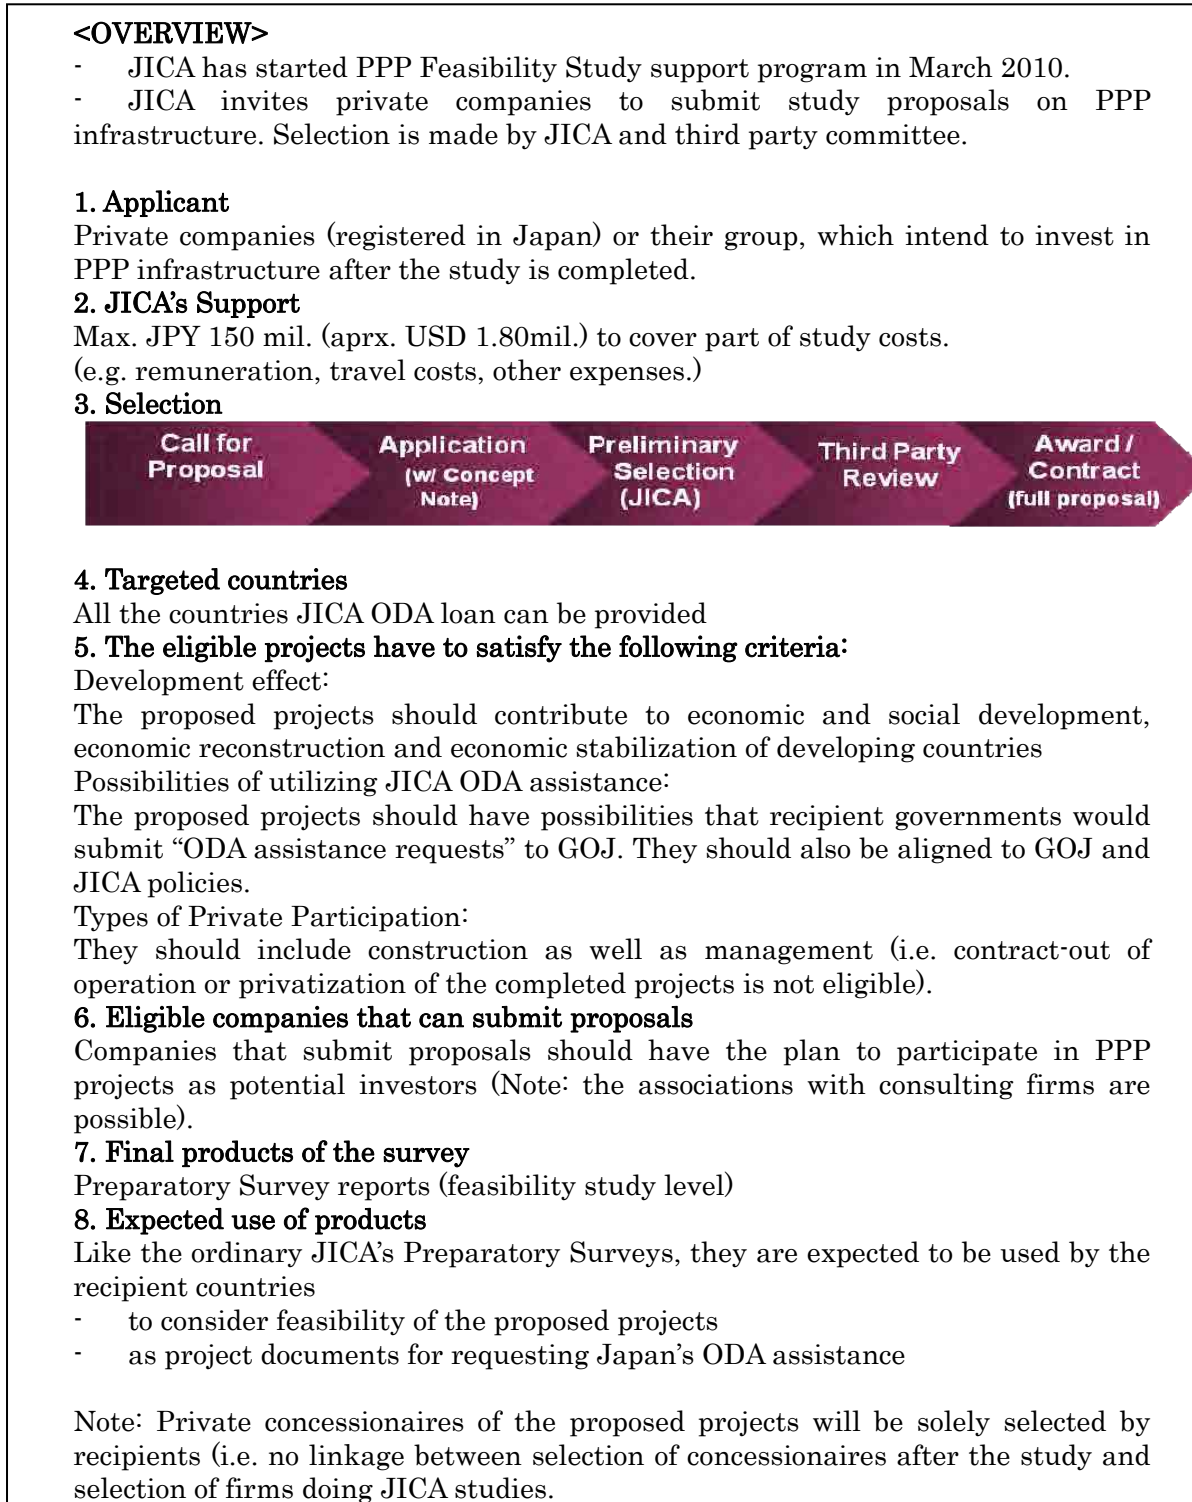 <OVERVIEW>
- JICA has started PPP Feasibility Study support program in March 2010.
- JICA invites private companies to submit study proposals on PPP
infrastructure. Selection is made by JICA and third party committee.
1. Applicant
Private companies (registered in Japan) or their group, which intend to invest in
PPP infrastructure after the study is completed.
2. JICA's Support
Max. JPY 150 mil. (aprx. USD 1.80mil.) to cover part of study costs.
(e.g. remuneration, travel costs, other expenses.)
3. Selection
Call for
Proposal
Application
(w/ Concept
Note)
Preliminary
Selection
(JICA)
Third Party
Review
Award /
Contract
(full proposal)
4. Targeted countries
All the countries JICA ODA loan can be provided
5. The eligible projects have to satisfy the following criteria:
Development effect:
The proposed projects should contribute to economic and social development,
economic reconstruction and economic stabilization of developing countries
Possibilities of utilizing JICA ODA assistance:
The proposed projects should have possibilities that recipient governments would
submit “ODA assistance requests” to GOJ. They should also be aligned to GOJ and
JICA policies.
Types of Private Participation:
They should include construction as well as management (i.e. contract-out of
operation or privatization of the completed projects is not eligible).
6. Eligible companies that can submit proposals
Companies that submit proposals should have the plan to participate in PPP
projects as potential investors (Note: the associations with consulting firms are
possible).
7. Final products of the survey
Preparatory Survey reports (feasibility study level)
8. Expected use of products
Like the ordinary JICA's Preparatory Surveys, they are expected to be used by the
recipient countries
- to consider feasibility of the proposed projects
- as project documents for requesting Japan's ODA assistance
Note: Private concessionaires of the proposed projects will be solely selected by
recipients (i.e. no linkage between selection of concessionaires after the study and
selection of firms doing JICA studies.